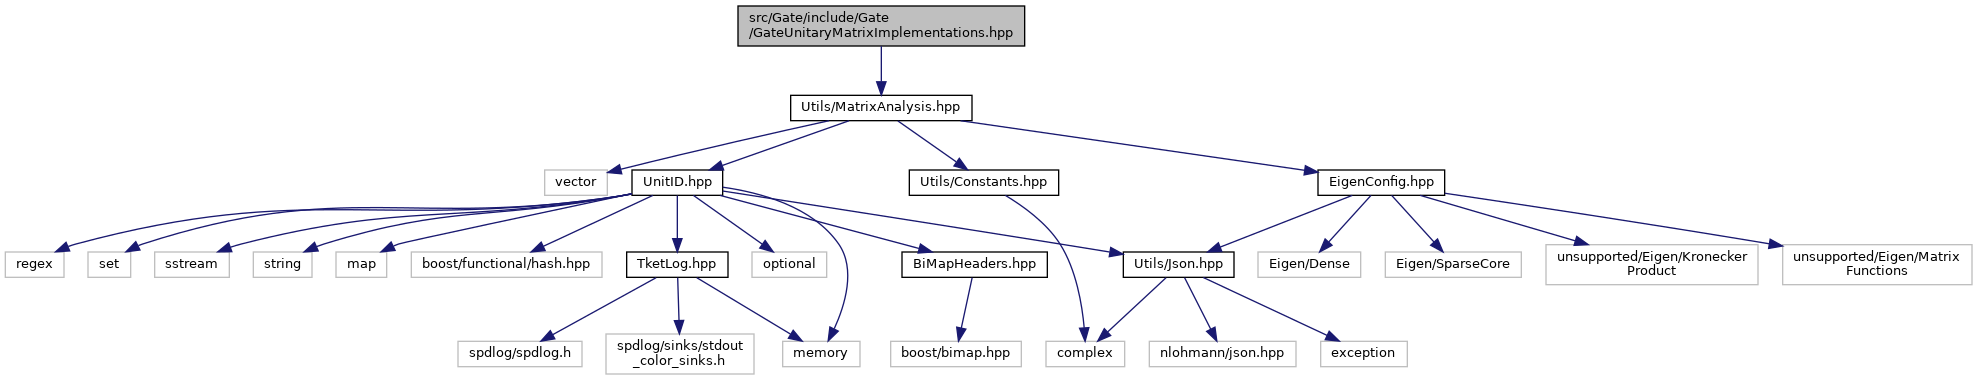 src/Gate/include/Gate
/GateUnitaryMatrixImplementations.hpp
Utils/MatrixAnalysis.hpp
vector
UnitID.hpp
Utils/Constants.hpp
EigenConfig.hpp
regex
set
sstream
string
map
boost/functional/hash.hpp
TketLog.hpp
optional
BiMapHeaders.hpp
Utils/Json.hpp
Eigen/Dense
Eigen/SparseCore
unsupported/Eigen/Kronecker
Product
unsupported/Eigen/Matrix
Functions
spdlog/spdlog.h
spdlog/sinks/stdout
_color_sinks.h
memory
boost/bimap.hpp
complex
nlohmann/json.hpp
exception